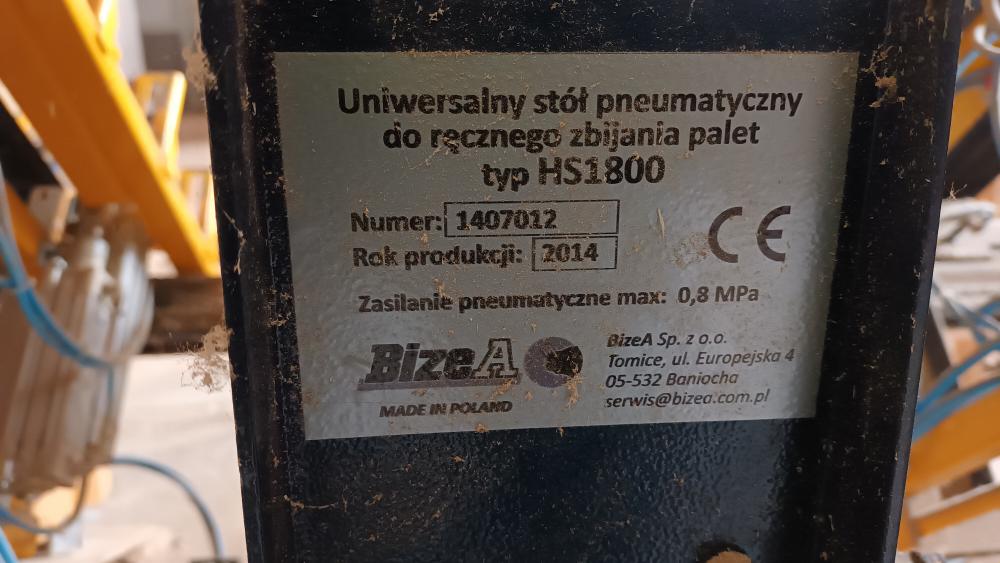 Uniwersalny stół pneumatyczny
do ręcznego zbijania palet
typ HS1800
Numer: 1407012
Rok produkcji: 2014
CE
Zasilanie pneumatyczne max: 0,8 MPa
BizeA
MADE IN POLAND
BizeA Sp. z o.o.
Tomice, ul. Europejska 4
05-532 Baniocha
serwis@bizea.com.pl